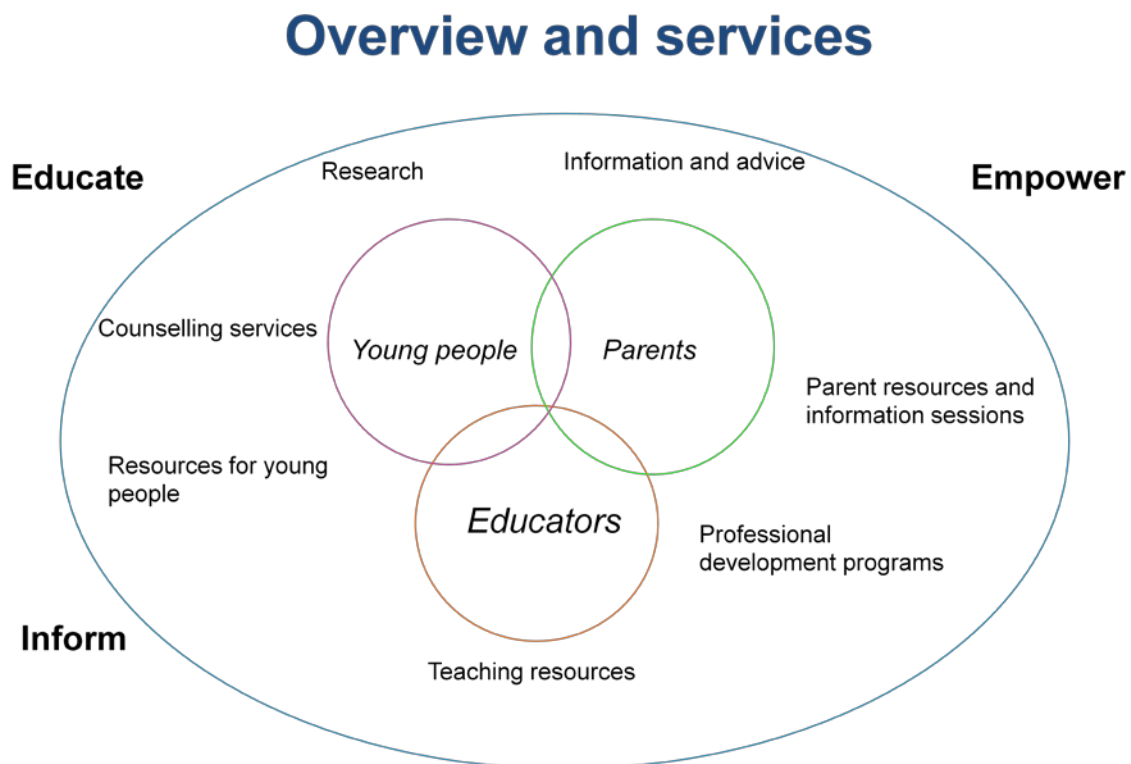 Overview and services
Educate
Research
Information and advice
Empower
Counselling services
Young people
Parents
Parent resources and
information sessions
Resources for young
people
Educators
Professional
development programs
Inform
Teaching resources